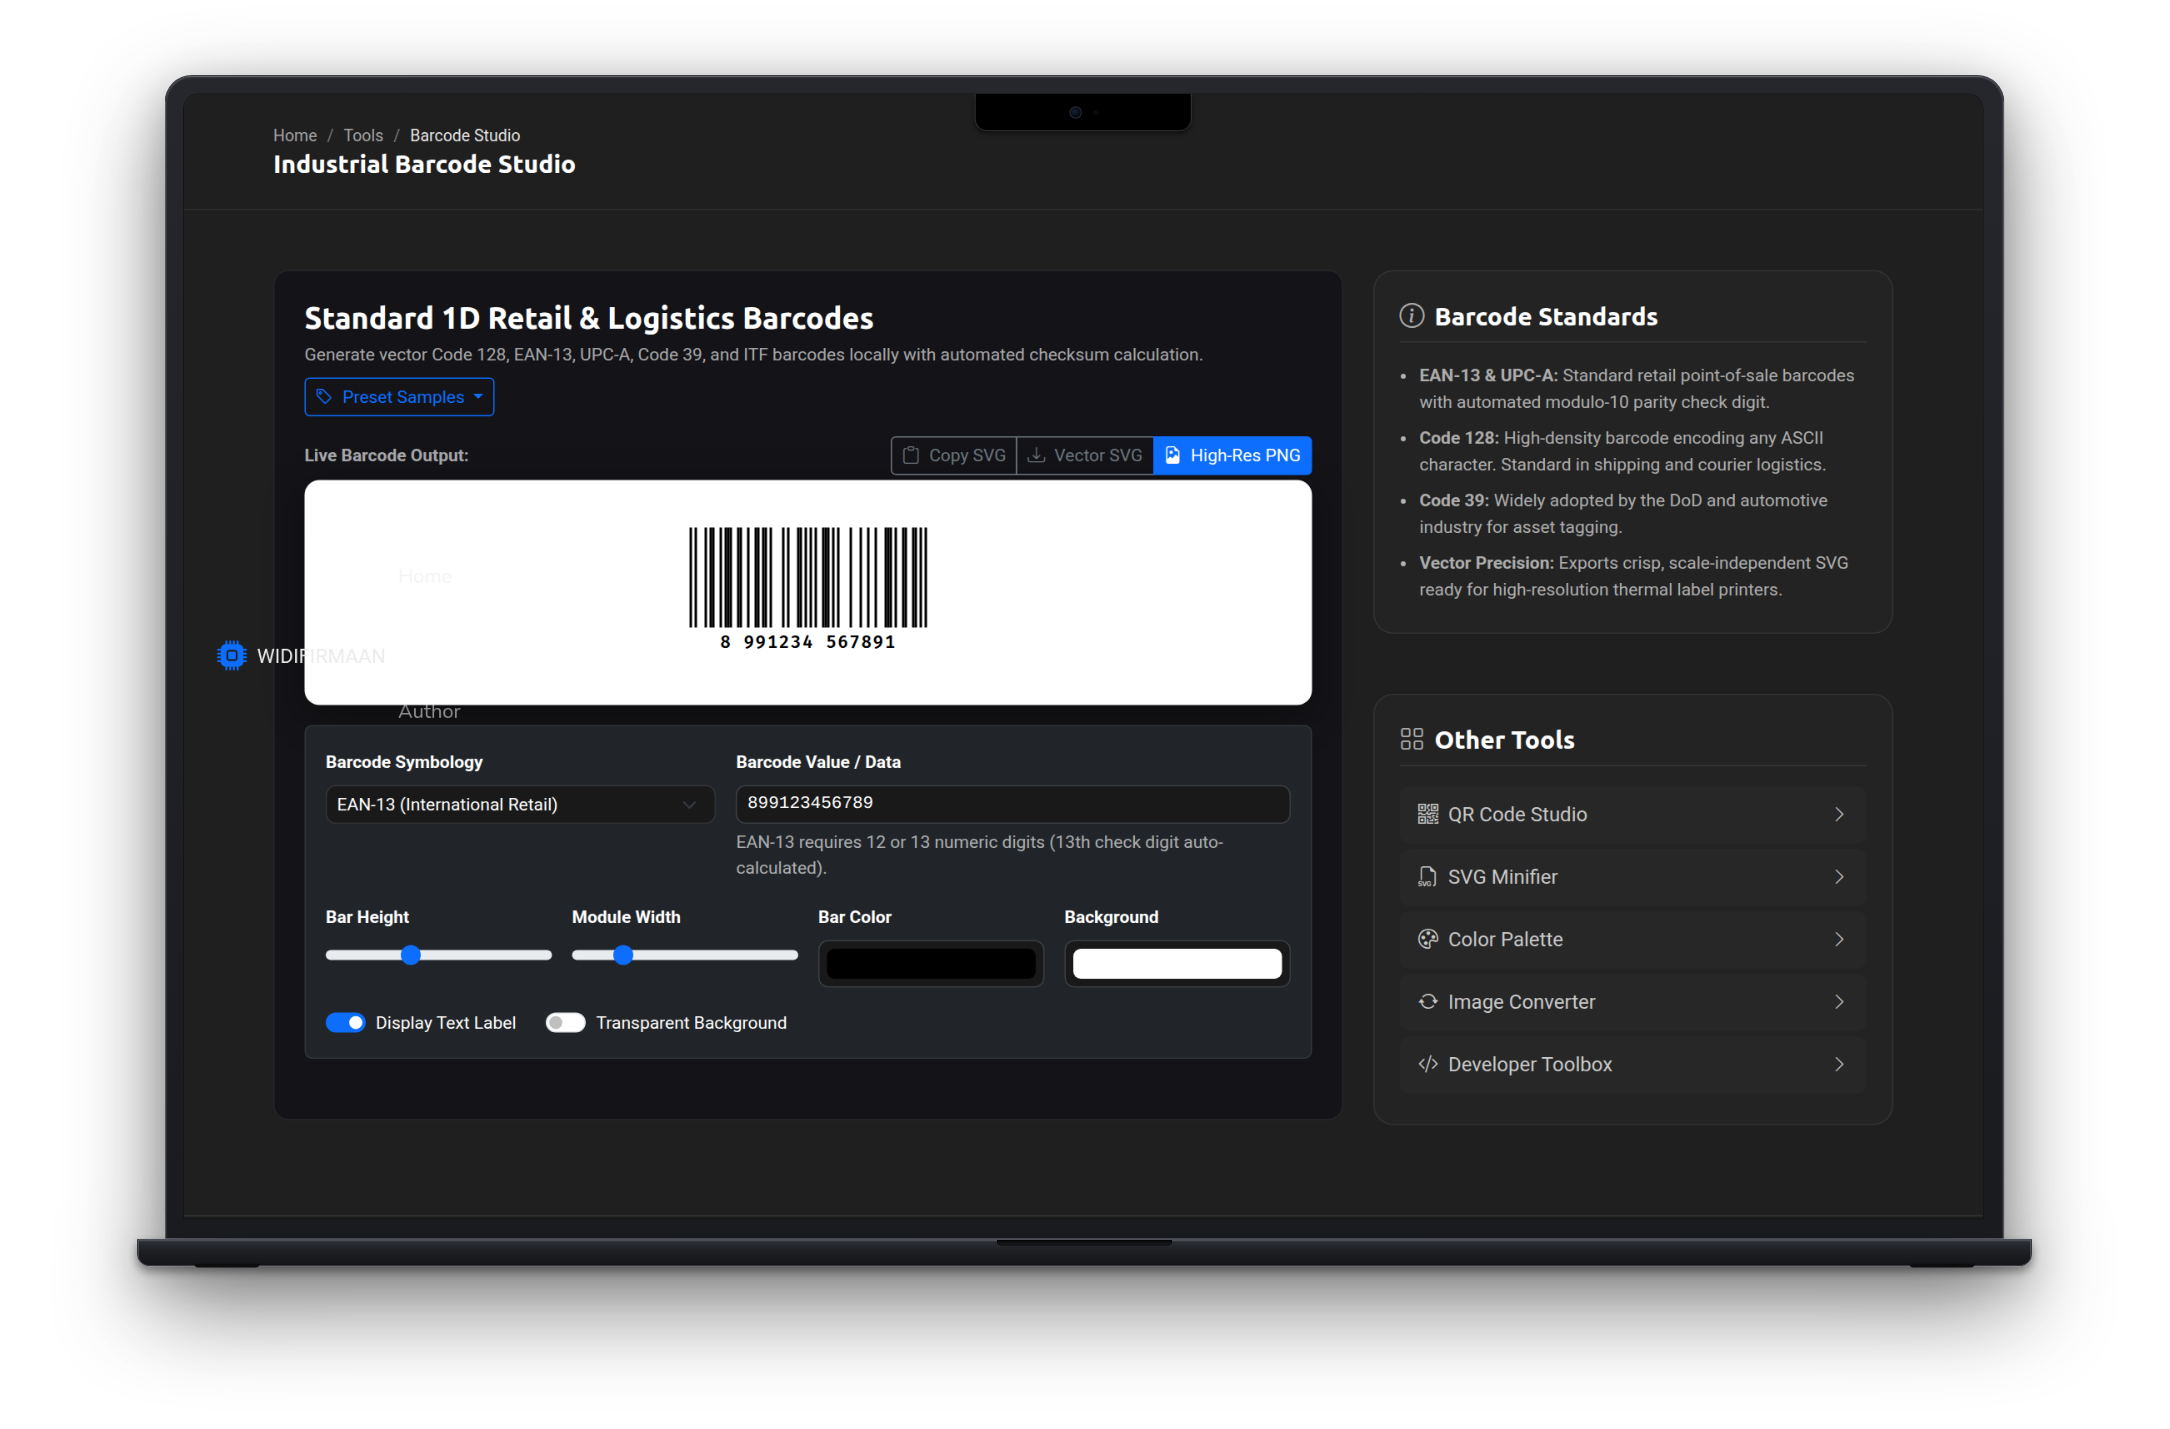 Home / Tools / Barcode Studio
Industrial Barcode Studio
Standard 1D Retail & Logistics Barcodes
Generate vector Code 128, EAN-13, UPC-A, Code 39, and ITF barcodes locally with automated checksum calculation.
Preset Samples
Live Barcode Output:
Copy SVG
Vector SVG
High-Res PNG
Home
8 991234 567891
WIDIFIRMAAN
Author
Barcode Symbology
EAN-13 (International Retail)
Barcode Value / Data
899123456789
EAN-13 requires 12 or 13 numeric digits (13th check digit auto-
calculated).
Bar Height
Module Width
Bar Color
Background
Display Text Label
Transparent Background
Barcode Standards
• EAN-13 & UPC-A: Standard retail point-of-sale barcodes
with automated modulo-10 parity check digit.
• Code 128: High-density barcode encoding any ASCII
character. Standard in shipping and courier logistics.
• Code 39: Widely adopted by the DoD and automotive
industry for asset tagging.
• Vector Precision: Exports crisp, scale-independent SVG
ready for high-resolution thermal label printers.
Other Tools
QR Code Studio
SVG Minifier
Color Palette
Image Converter
Developer Toolbox